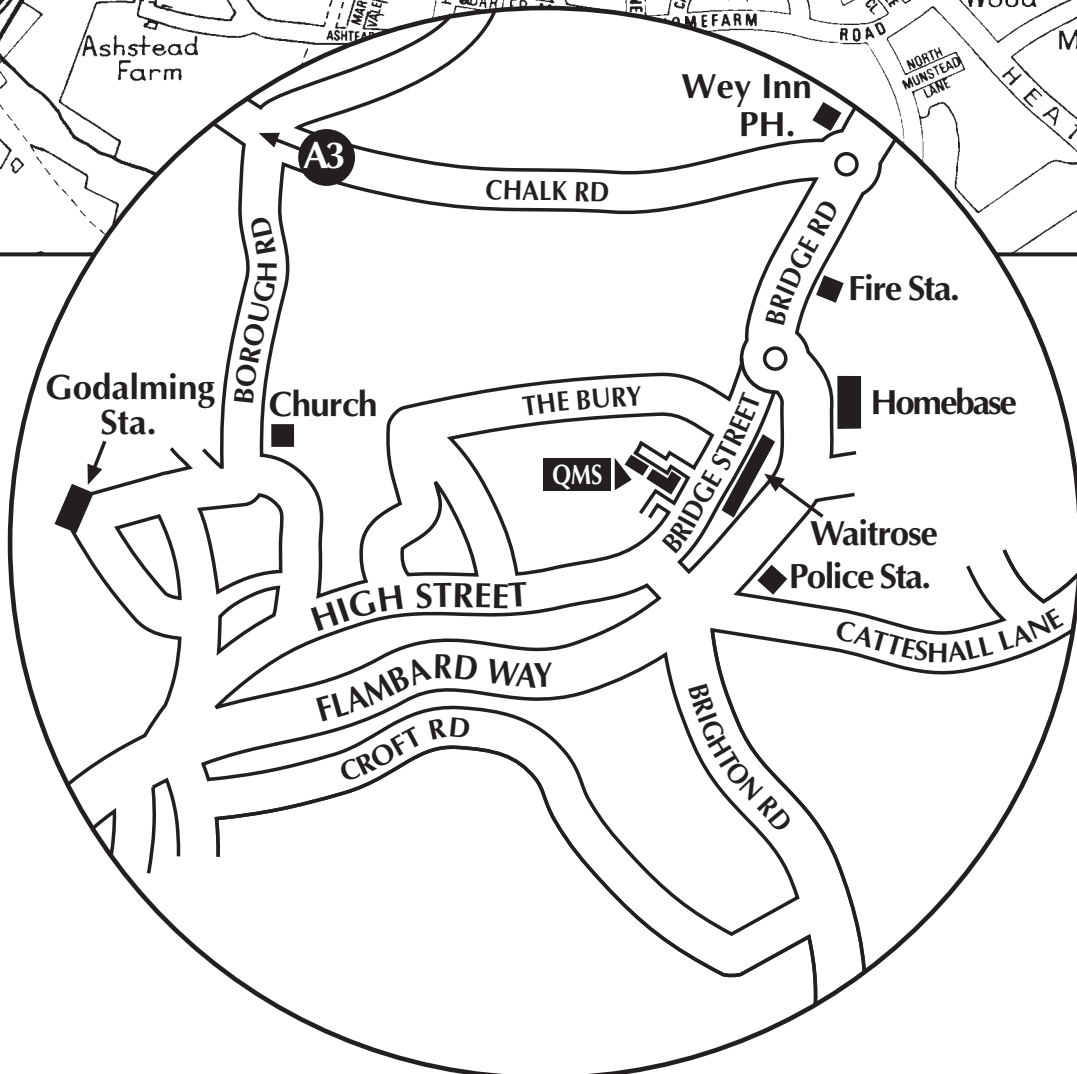 Ashstead
Farm
ROAD
NORTH
MUNSTEAD
LANE
Wey Inn
PH.
A3
CHALK RD
BRIDGE RD
Fire Sta.
BOROUGH RD
Godalming
Sta.
Church
THE BURY
Homebase
QMS
BRIDGE STREET
Waitrose
Police Sta.
HIGH STREET
CATTESHALL LANE
FLAMBARD WAY
BRIGHTON RD
CROFT RD